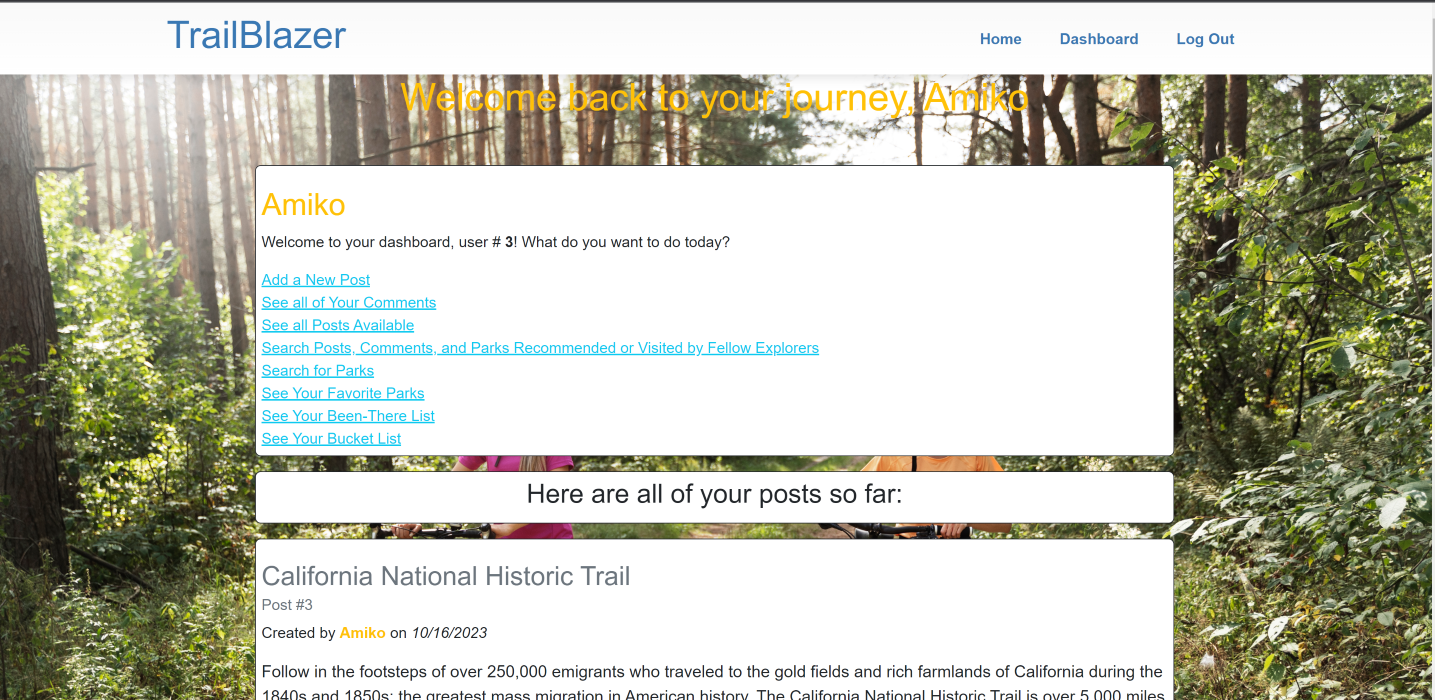 TrailBlazer
Home Dashboard Log Out
Welcome back to your journey, Amiko
Amiko
Welcome to your dashboard, user # 3! What do you want to do today?
Add a New Post
See all of Your Comments
See all Posts Available
Search Posts, Comments, and Parks Recommended or Visited by Fellow Explorers
Search for Parks
See Your Favorite Parks
See Your Been-There List
See Your Bucket List
Here are all of your posts so far:
California National Historic Trail
Post #3
Created by Amiko on 10/16/2023
Follow in the footsteps of over 250,000 emigrants who traveled to the gold fields and rich farmlands of California during the
1840s and 1850s: the greatest mass migration in American history. The California National Historic Trail is over 5,000 miles